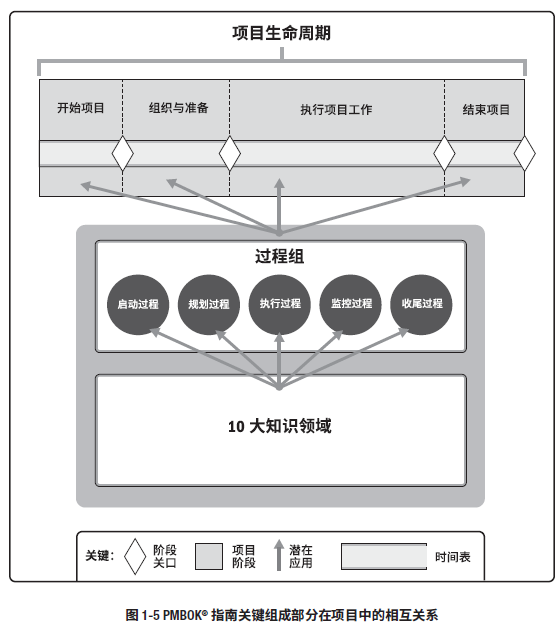 项目生命周期
开始项目
组织与准备
执行项目工作
结束项目
过程组
启动过程
规划过程
执行过程
监控过程
收尾过程
10 大知识领域
关键：
阶段
关口
项目
阶段
潜在
应用
时间表
图 1-5 PMBOK® 指南关键组成部分在项目中的相互关系